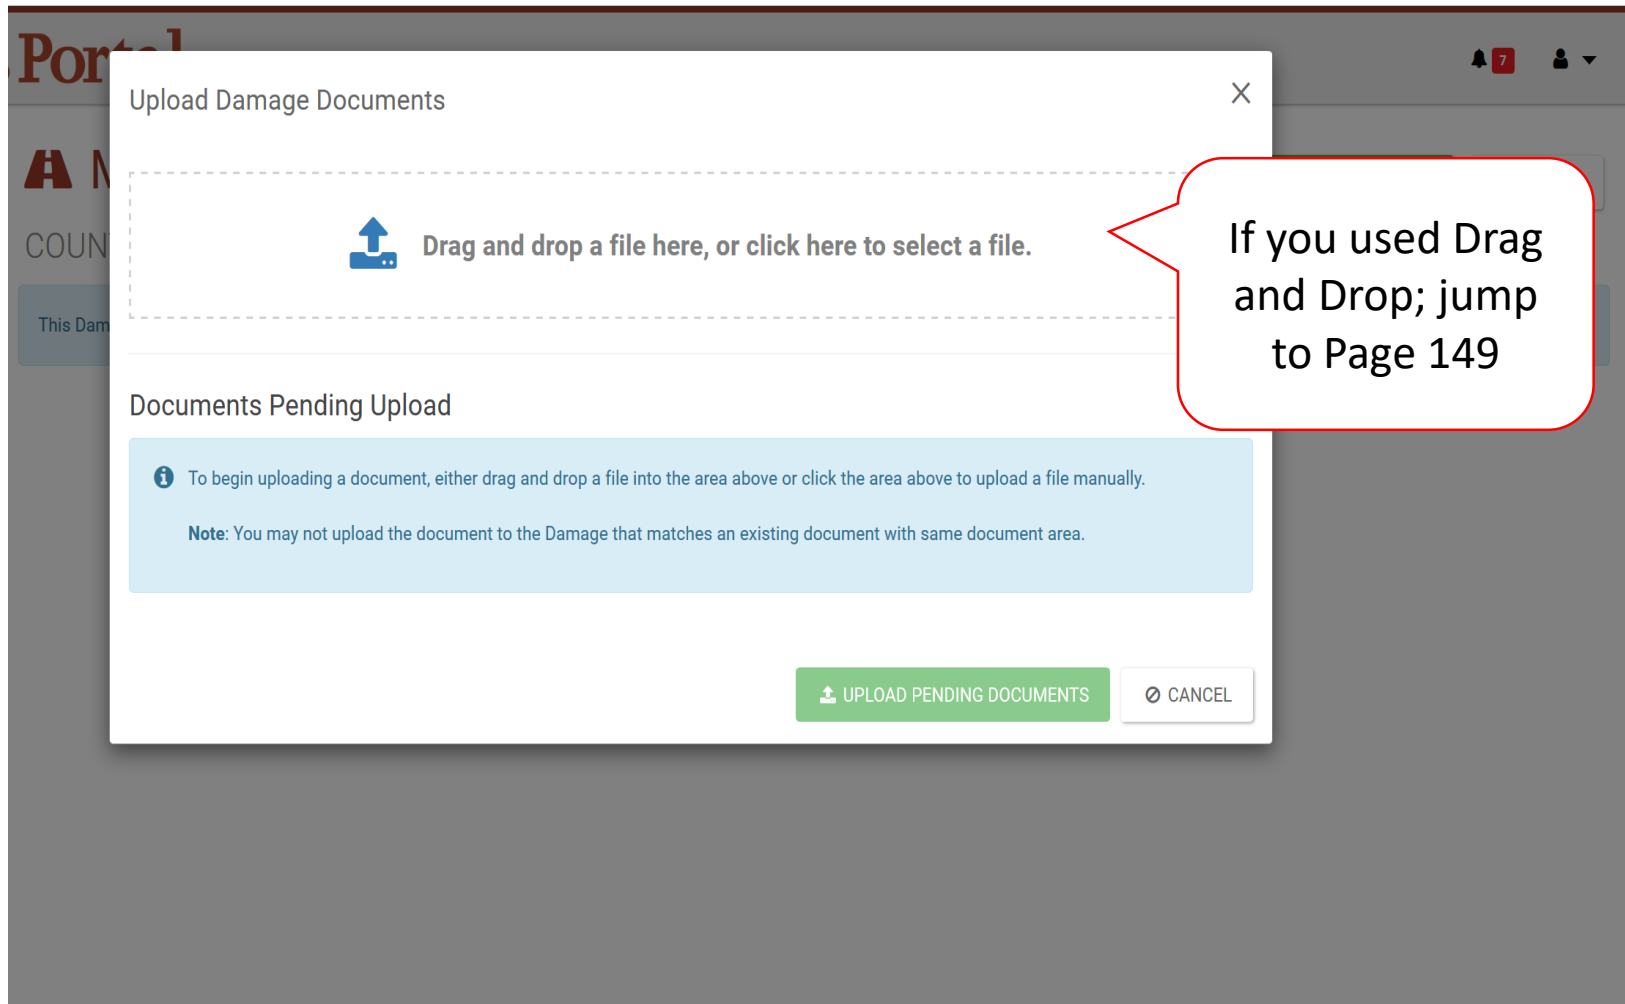 Portal
7
Upload Damage Documents
COUN
Drag and drop a file here, or click here to select a file.
If you used Drag
and Drop; jump
to Page 149
This Dam
Documents Pending Upload
To begin uploading a document, either drag and drop a file into the area above or click the area above to upload a file manually.
Note: You may not upload the document to the Damage that matches an existing document with same document area.
UPLOAD PENDING DOCUMENTS
CANCEL